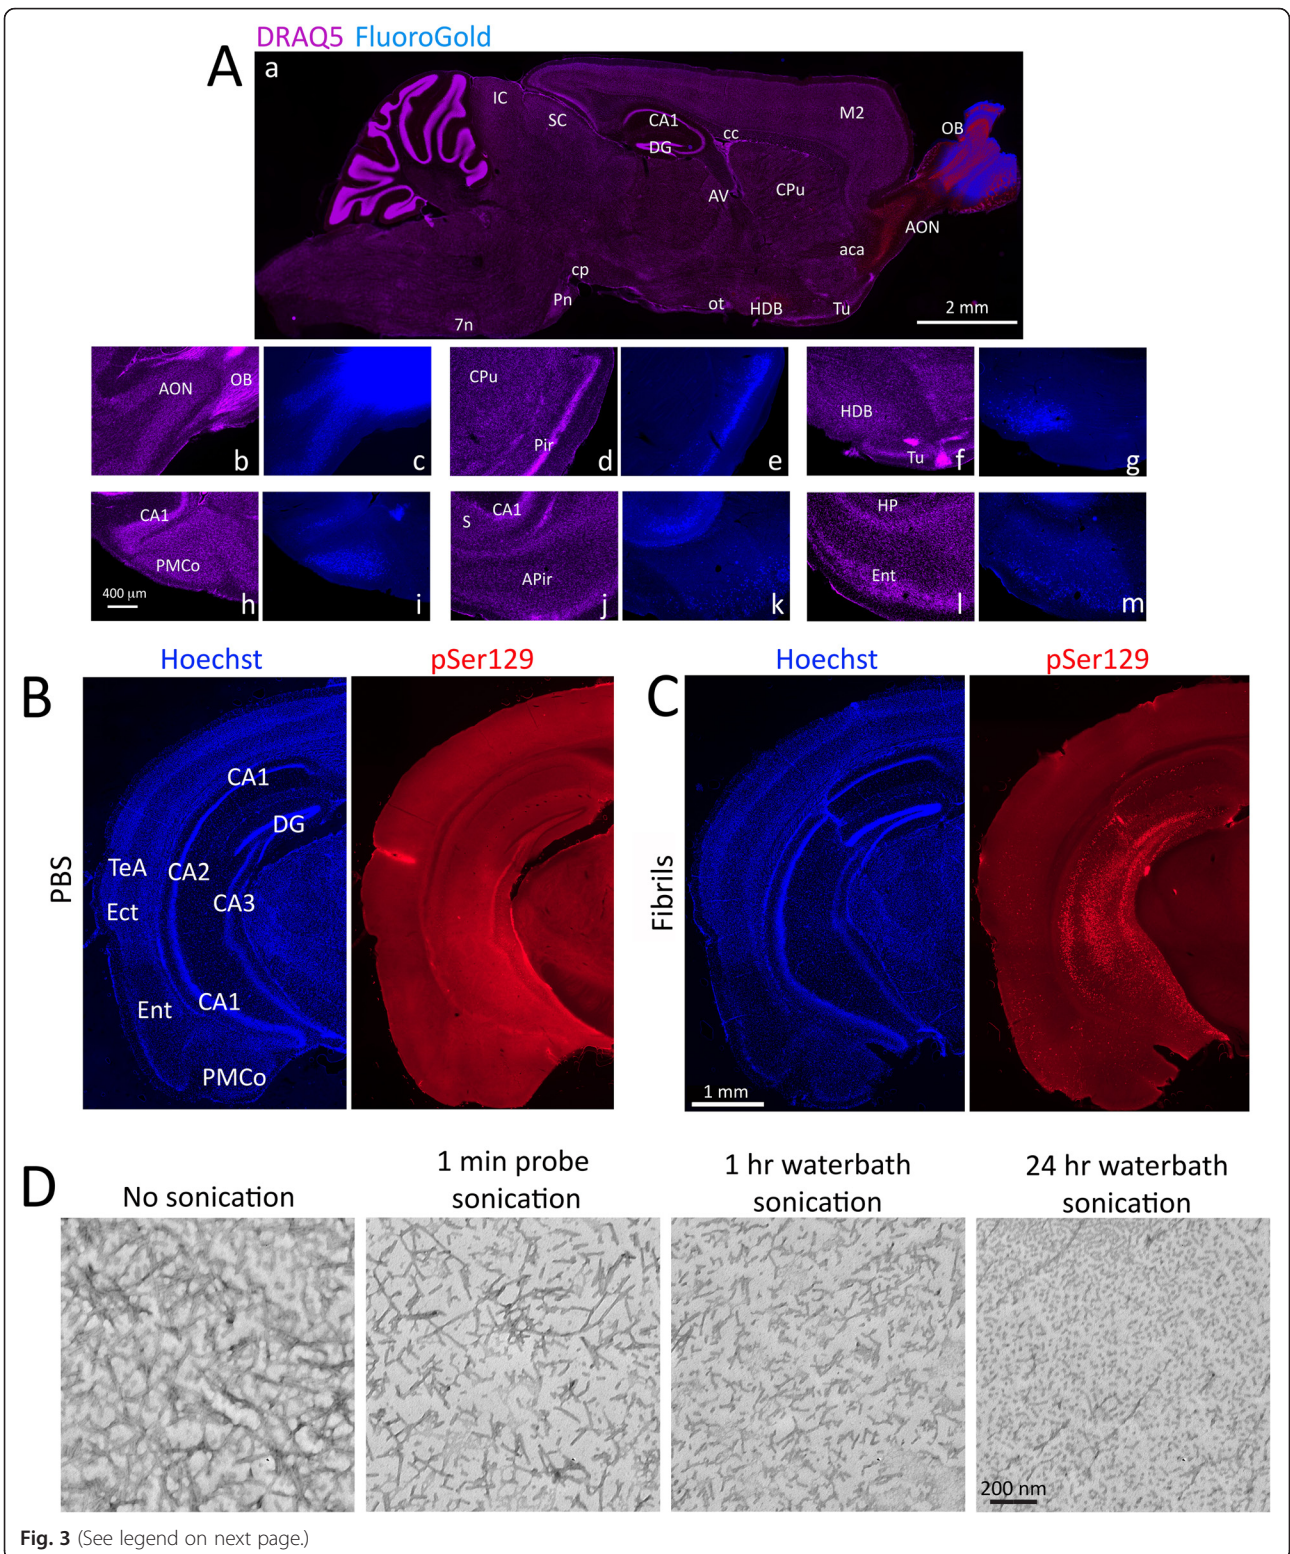 DRAQ5 FluoroGold
A
a
IC
SC
CA1
DG
cc
M2
OB
AV
CPu
AON
aca
cp
Pn
ot
HDB
Tu
7n
2 mm
AON
OB
b
c
CPu
Pir
d
e
HDB
Tu
f
g
CA1
PMCo
400 µm
h
i
S
CA1
APir
j
k
HP
Ent
l
m
Hoechst
pSer129
Hoechst
pSer129
B
C
PBS
CA1
DG
TeA
CA2
Ect
CA3
Ent
CA1
PMCo
Fibrils
1 mm
D
No sonication
1 min probe
sonication
1 hr waterbath
sonication
24 hr waterbath
sonication
200 nm
Fig. 3 (See legend on next page.)